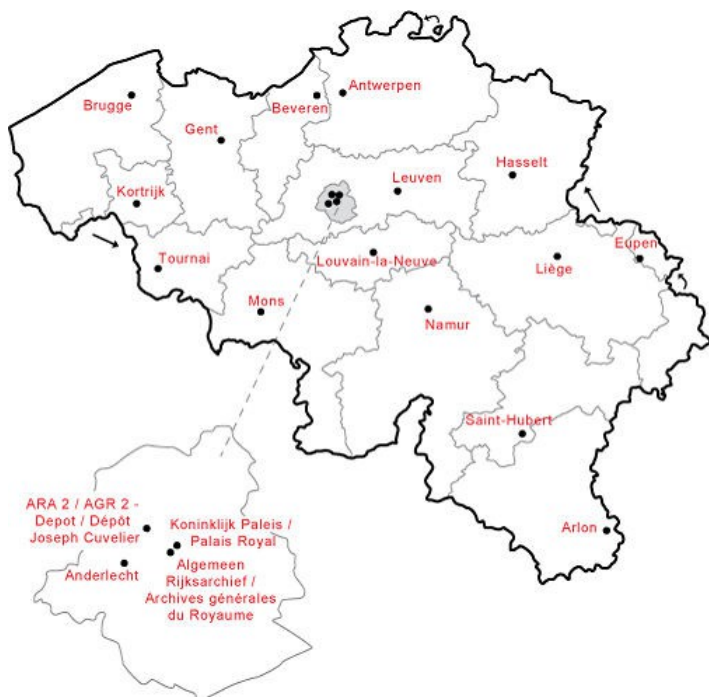 Antwerpen
Brugge
Beveren
Gent
Hasselt
Leuven
Kortrijk
Eupen
Tournai
Louvain-la-Neuve
Liège
Mons
Namur
Saint-Hubert
ARA 2 / AGR 2 -
Depot / Dépôt
Joseph Cuvelier
Koninklijk Paleis /
Palais Royal
Arlon
Anderlecht
Algemeen
Rijksarchief /
Archives générales
du Royaume